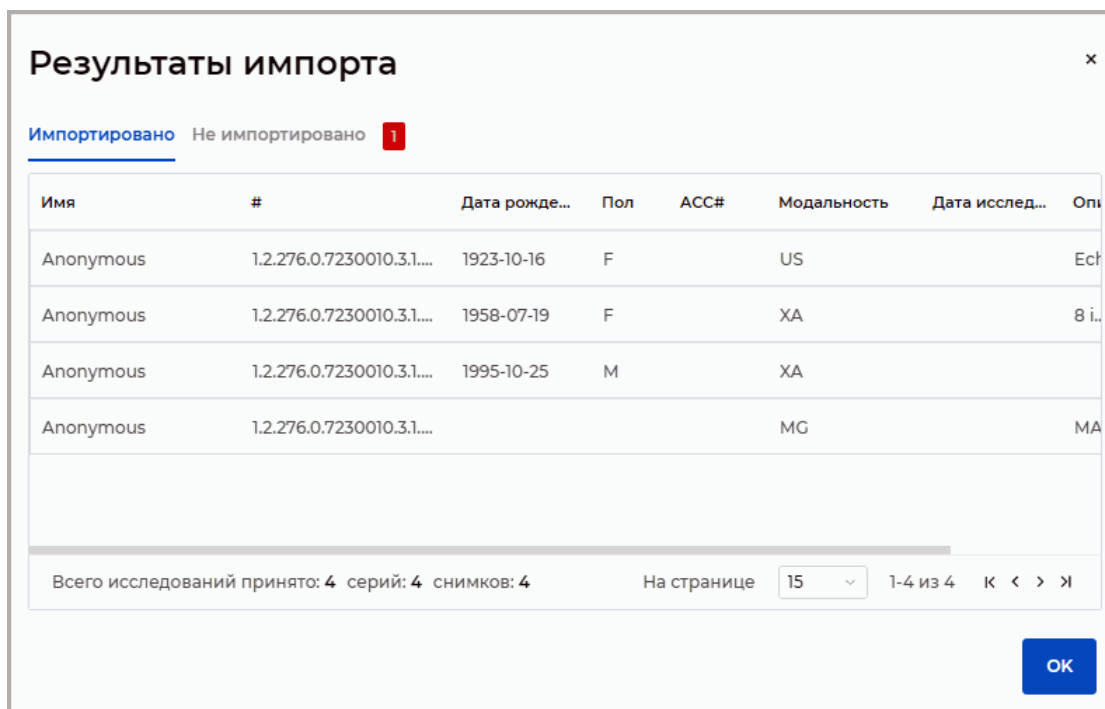 Результаты импорта ×
Импортировано Не импортировано 1
Имя # Дата рожде... Пол ACC# Модальность Дата исслед... Опи
Anonymous 1.2.276.0.7230010.3.1.... 1923-10-16 F US Ech
Anonymous 1.2.276.0.7230010.3.1.... 1958-07-19 F XA 8 i..
Anonymous 1.2.276.0.7230010.3.1.... 1995-10-25 M XA
Anonymous 1.2.276.0.7230010.3.1.... MG MA
Всего исследований принято: 4 серий: 4 снимков: 4 На странице 15 1-4 из 4
OK